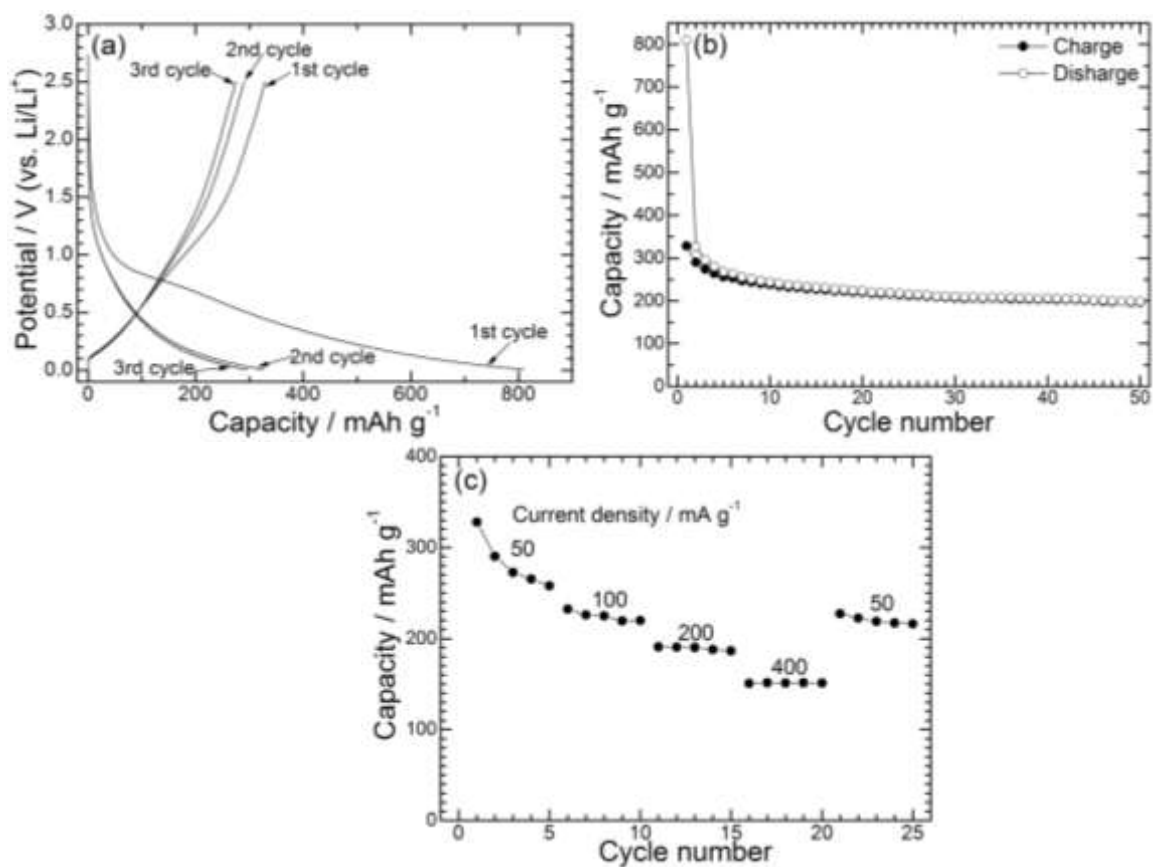 (a)
3.0
2.5
2.0
1.5
1.0
0.5
0.0
Potential / V (vs. Li/Li⁺)
2nd cycle
3rd cycle
1st cycle
1st cycle
2nd cycle
3rd cycle
0 200 400 600 800
Capacity / mAh g⁻¹
(b)
800
700
600
500
400
300
200
100
0
Capacity / mAh g⁻¹
Charge
Disharge
0 10 20 30 40 50
Cycle number
(c)
400
300
200
100
0
Capacity / mAh g⁻¹
Current density / mA g⁻¹
50
100
200
400
50
0 5 10 15 20 25
Cycle number